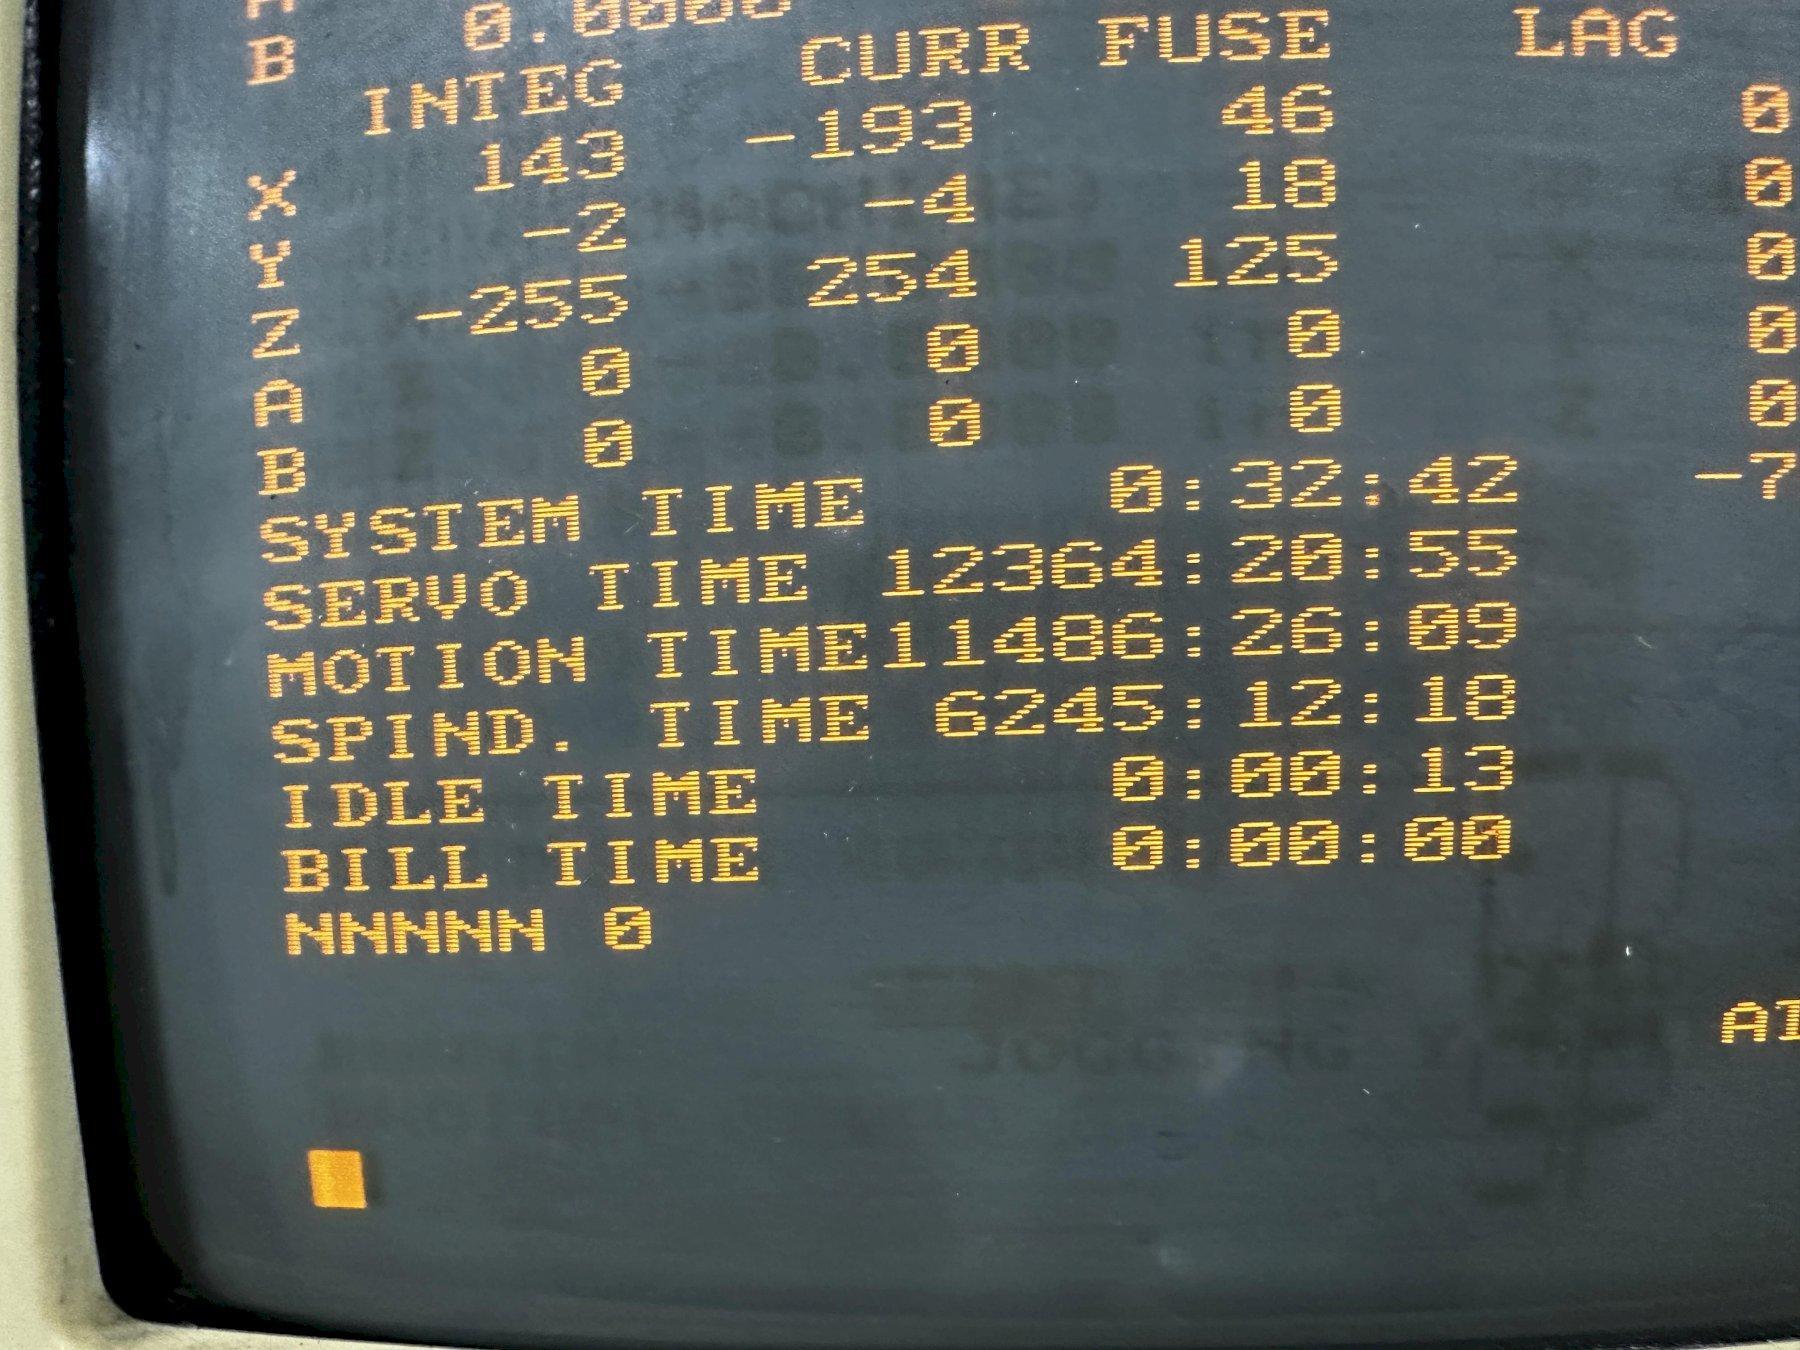 B 0.0000
INTEG CURR FUSE LAG
X 143 -193 46 0
Y -2 -4 18 0
Z -255 254 125 0
A 0 0 0 0
B 0 0 0 0
SYSTEM TIME 0:32:42 -7
SERVO TIME 12364:20:55
MOTION TIME11486:26:09
SPIND. TIME 6245:12:18
IDLE TIME 0:00:13
BILL TIME 0:00:00
NNNNN 0